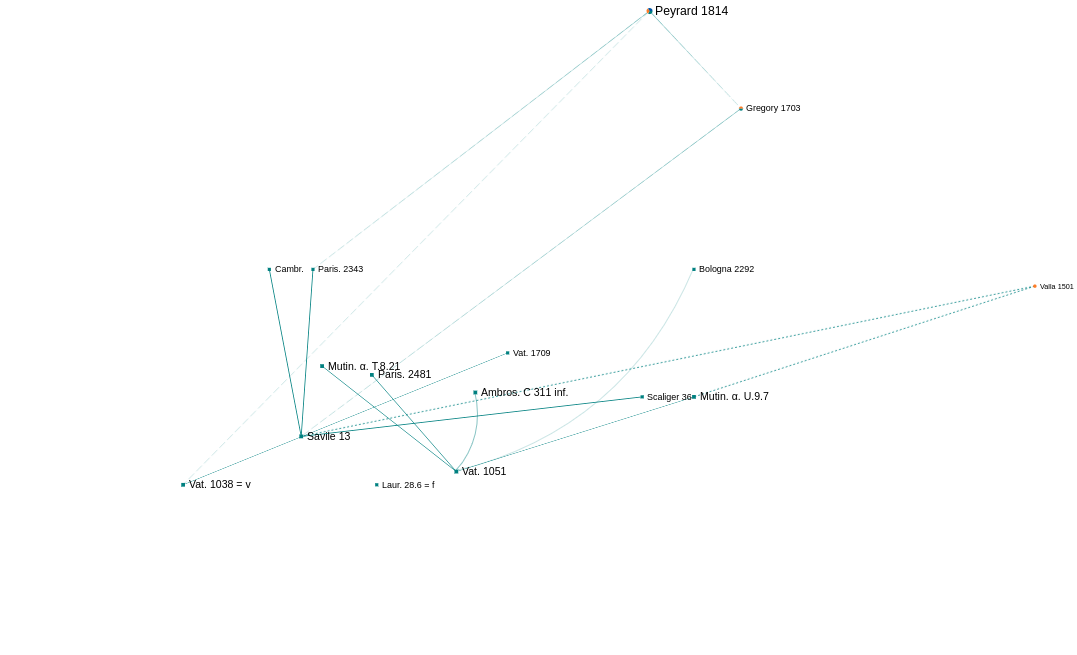 Peyrard 1814
Gregory 1703
Cambr.
Paris. 2343
Bologna 2292
Valla 1501
Vat. 1709
Mutin. α. T.8.21
Paris. 2481
Ambros. C 311 inf.
Scaliger 36
Mutin. α. U.9.7
Savile 13
Vat. 1051
Vat. 1038 = v
Laur. 28.6 = f